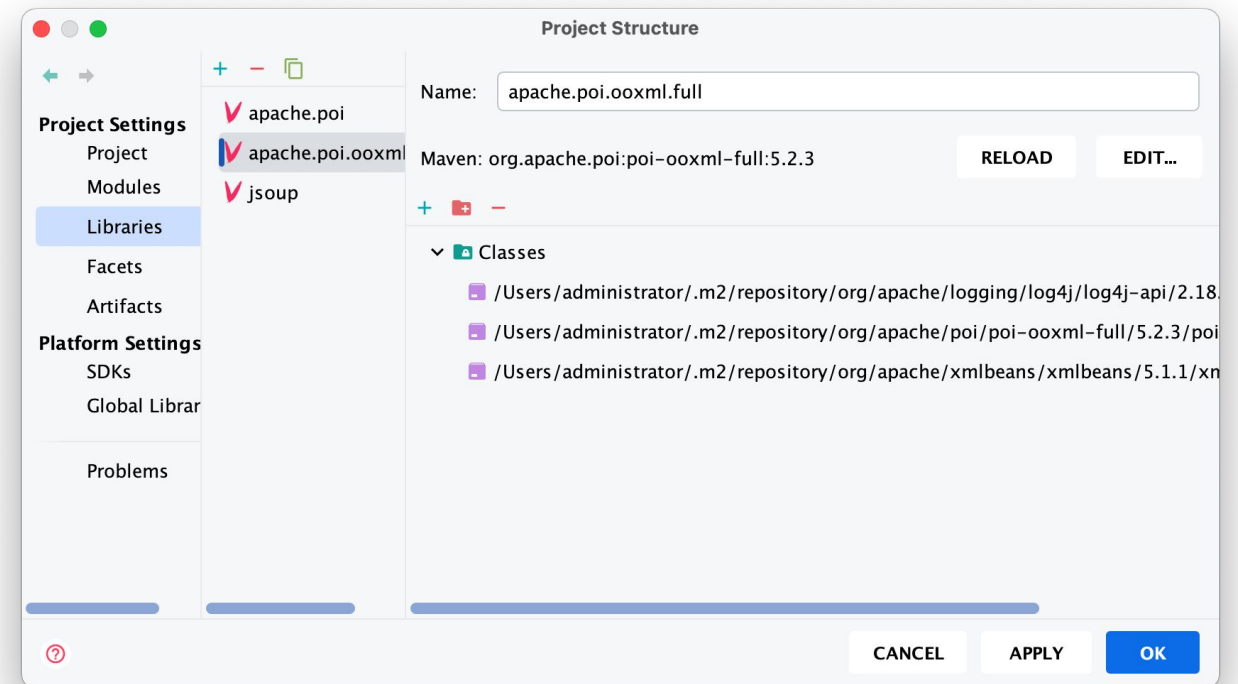 Project Structure
Project Settings
Project
Modules
Libraries
Facets
Artifacts
Platform Settings
SDKs
Global Librar
Problems
apache.poi
apache.poi.ooxml
jsoup
Name: apache.poi.ooxml.full
Maven: org.apache.poi:poi-ooxml-full:5.2.3 RELOAD EDIT...
Classes
/Users/administrator/.m2/repository/org/apache/logging/log4j/log4j-api/2.18.
/Users/administrator/.m2/repository/org/apache/poi/poi-ooxml-full/5.2.3/poi
/Users/administrator/.m2/repository/org/apache/xmlbeans/xmlbeans/5.1.1/xm
CANCEL APPLY OK